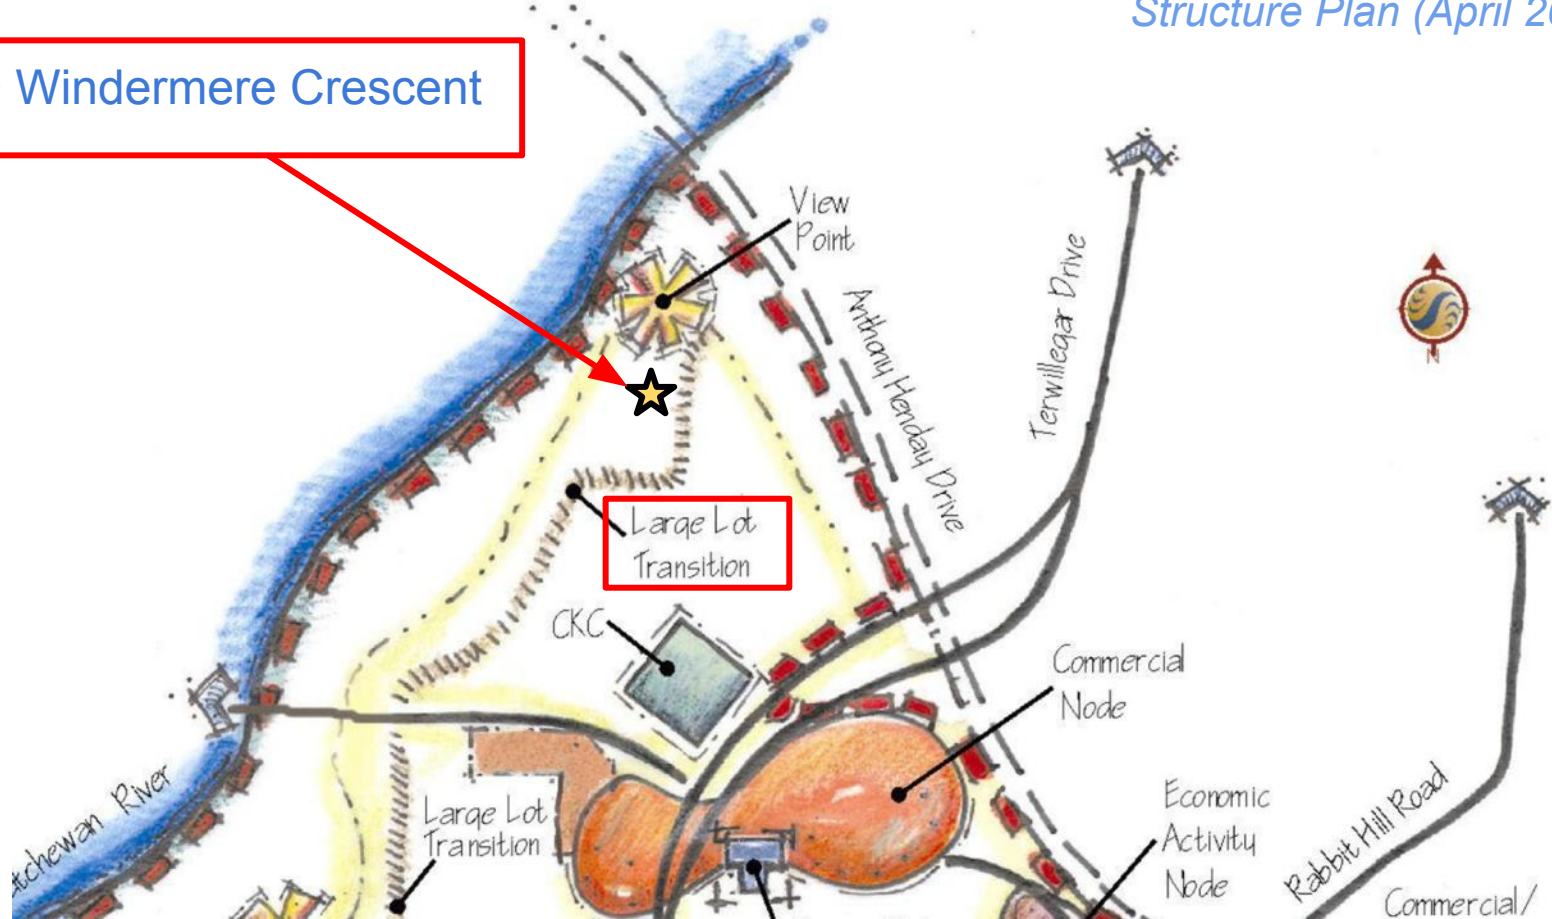 Structure Plan (April 20
Windermere Crescent
View
Point
Anthony Henday Drive
Terwillegar Drive
N
Large Lot
Transition
CKC
Commercial
Node
tchewan River
Large Lot
Transition
Economic
Activity
Node
Rabbit Hill Road
Commercial/